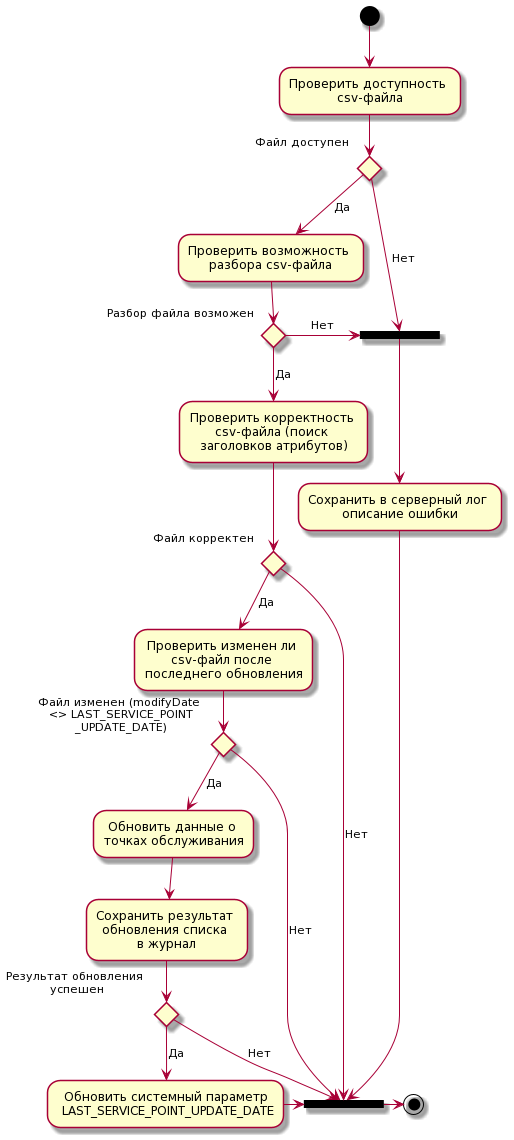 Проверить доступность
csv-файла
Файл доступен
Да
Нет
Проверить возможность
разбора csv-файла
Разбор файла возможен
Нет
Да
Проверить корректность
csv-файла (поиск
заголовков атрибутов)
Сохранить в серверный лог
описание ошибки
Файл корректен
Да
Нет
Проверить изменен ли
csv-файл после
последнего обновления
Файл изменен (modifyDate
<> LAST_SERVICE_POINT
_UPDATE_DATE)
Да
Нет
Обновить данные о
точках обслуживания
Сохранить результат
обновления списка
в журнал
Результат обновления
успешен
Да
Нет
Обновить системный параметр
LAST_SERVICE_POINT_UPDATE_DATE